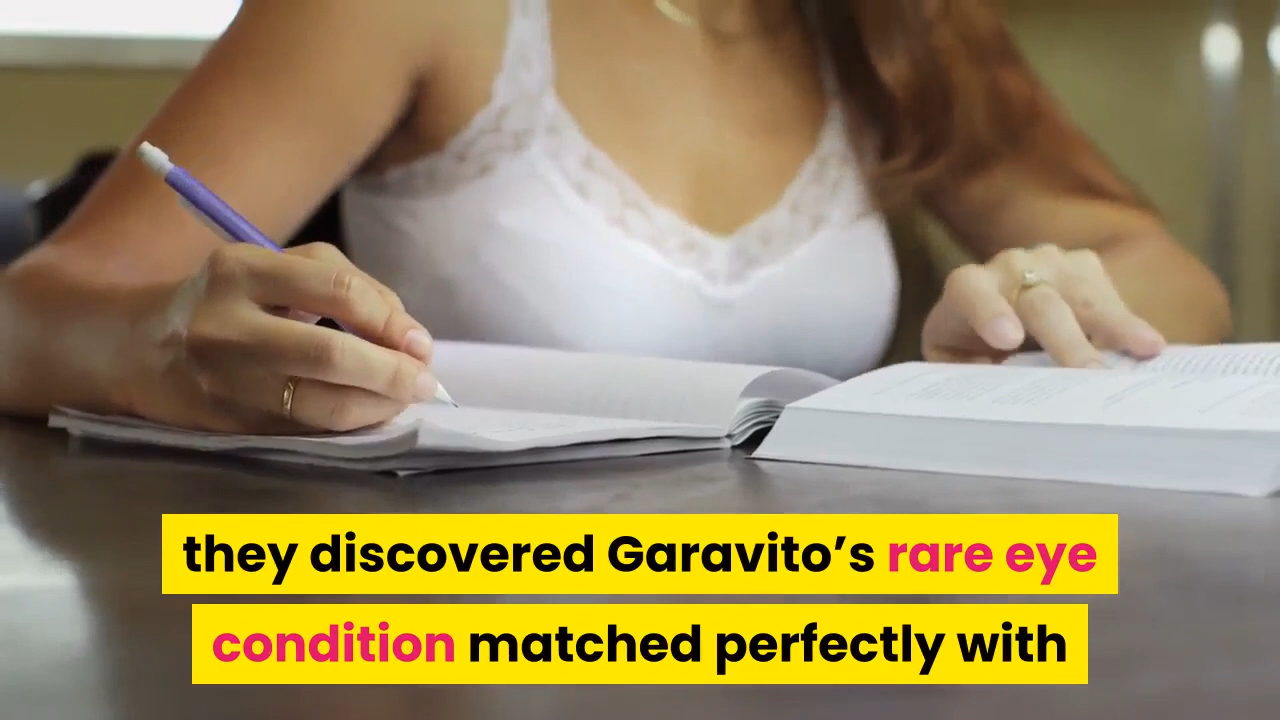 they discovered Garavito’s rare eye
condition matched perfectly with